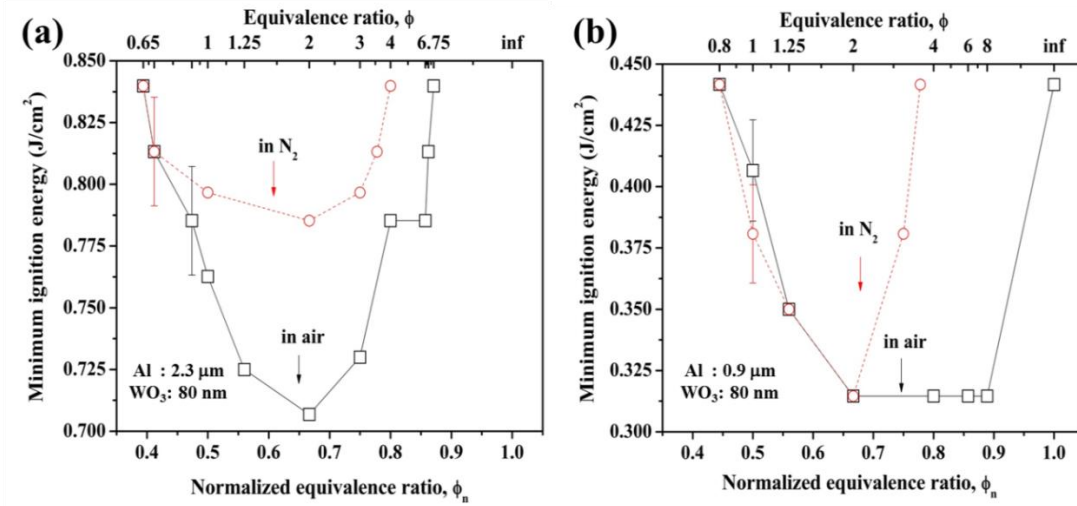 (a)
Equivalence ratio, ϕ
0.65 1 1.25 2 3 4 6.75 inf
0.850
0.825
0.800
0.775
0.750
0.725
0.700
Minimum ignition energy (J/cm²)
in N₂
in air
Al : 2.3 μm
WO₃: 80 nm
0.4 0.5 0.6 0.7 0.8 0.9 1.0
Normalized equivalence ratio, ϕₙ
(b)
Equivalence ratio, ϕ
0.8 1 1.25 2 4 6 8 inf
0.450
0.425
0.400
0.375
0.350
0.325
0.300
Minimum ignition energy (J/cm²)
in N₂
in air
Al : 0.9 μm
WO₃: 80 nm
0.4 0.5 0.6 0.7 0.8 0.9 1.0
Normalized equivalence ratio, ϕₙ